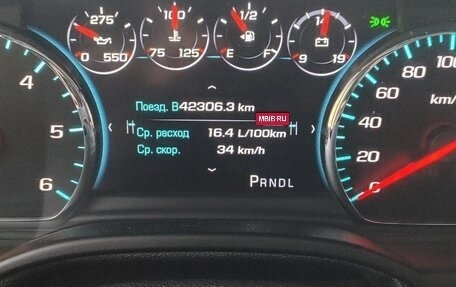 275 100 1/2 14
0 550 75 125 E F 9 19
4 5 6
Поезд. B 42306.3 km
MBIB.RU
Ср. расход 16.4 L/100km
Ср. скор. 34 km/h
PRNDL
100 80 60 40 20 0
km/